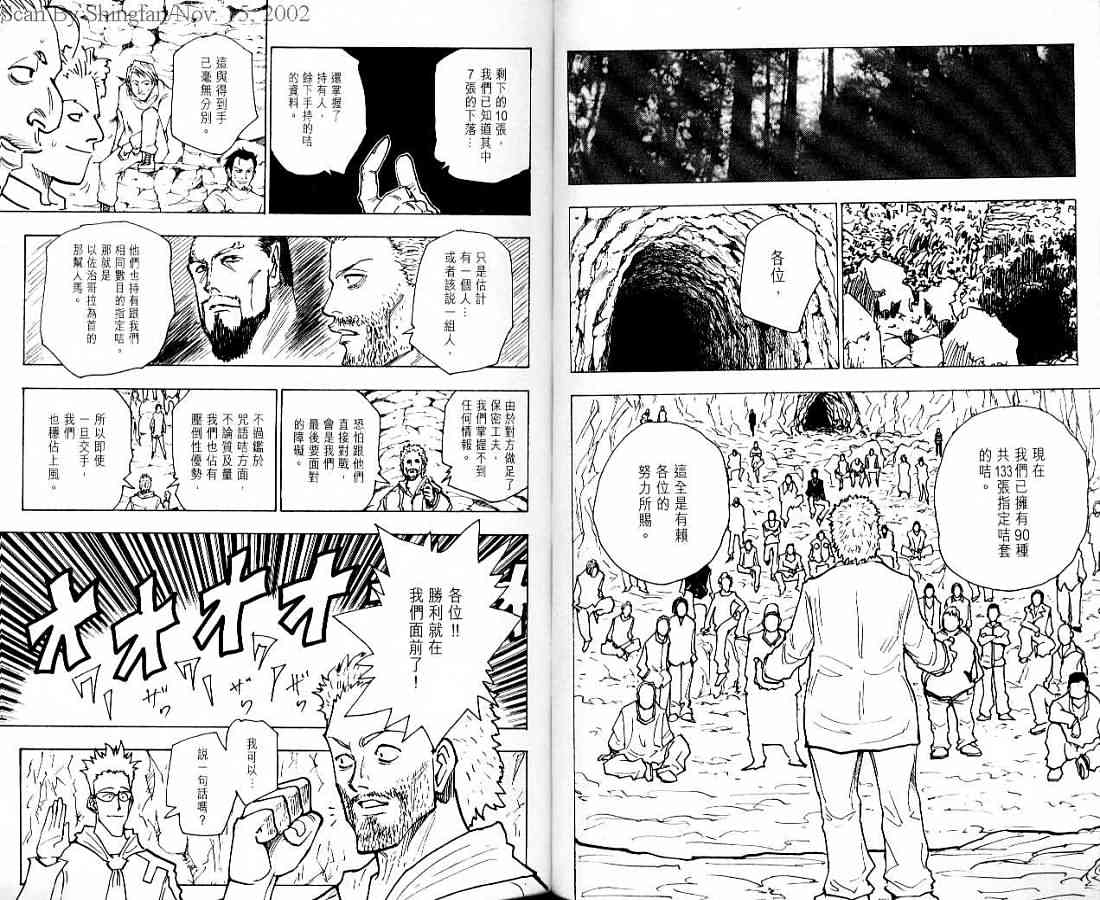 Scan By Shingfan/Nov. 15, 2002
各位，
現在
我們已擁有90種
共133張指定咭套
的咭。
這全是有賴
各位的
努力所賜。
剩下的10張，
我們已知道其中
7張的下落…
還掌握了
持有人，
餘下手持的咭
的資料。
這與得到手
己毫無分別。
只是估計
有一個人…
或者該說一組人，
他們也持有跟我們
相同數目的指定咭。
那就是
以佐治哥拉為首的
那幫人馬。
由於對方做足了
保密工夫，
我們掌握不到
任何情報。
恐怕跟他們
直接對戰，
會是我們
最後要面對
的障礙。
不過鑑於
咒語咭方面，
不論質及量
我們也佔有
壓倒性優勢，
所以即使
一旦交手，
我們
也穩佔上風。
各位!!
勝利就在
我們面前了！
オオオオオ
ワワ
ザワ
ザワ
我可以…
說一句話嗎？